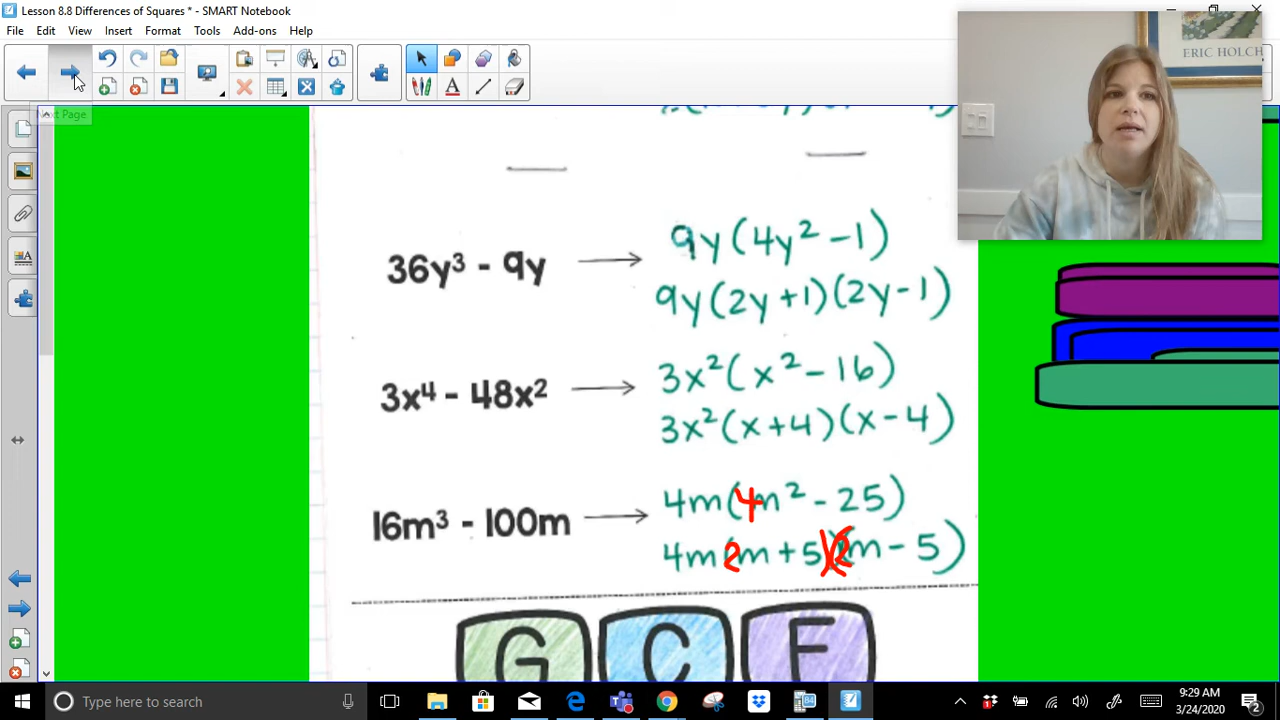 Lesson 8.8 Differences of Squares * - SMART Notebook
File Edit View Insert Format Tools Add-ons Help
ERIC HOLCH
Next Page
36y³ - 9y → 9y(4y² - 1)
9y(2y + 1)(2y - 1)
3x⁴ - 48x² → 3x²(x² - 16)
3x²(x + 4)(x - 4)
16m³ - 100m → 4m(4m² - 25)
4m(2m + 5)(2m - 5)
G C F
Type here to search
9:29 AM
3/24/2020